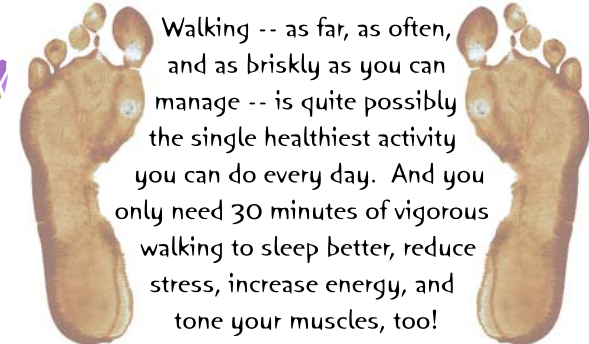 Walking -- as far, as often,
and as briskly as you can
manage -- is quite possibly
the single healthiest activity
you can do every day. And you
only need 30 minutes of vigorous
walking to sleep better, reduce
stress, increase energy, and
tone your muscles, too!